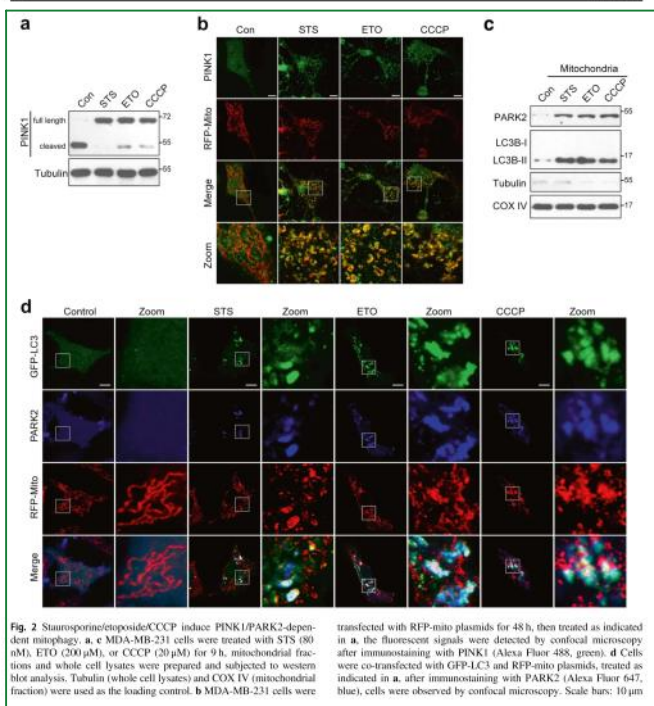 a
Con
STS
ETO
CCCP
PINK1
full length
cleaved
72
55
Tubulin
55
b
Con
STS
ETO
CCCP
PINK1
RFP-Mito
Merge
Zoom
c
Mitochondria
Con
STS
ETO
CCCP
PARK2
55
LC3B-I
LC3B-II
17
Tubulin
55
COX IV
17
d
Control
Zoom
STS
Zoom
ETO
Zoom
CCCP
Zoom
GFP-LC3
PARK2
RFP-Mito
Merge
Fig. 2 Staurosporine/etoposide/CCCP induce PINK1/PARK2-depen-
dent mitophagy. a, c MDA-MB-231 cells were treated with STS (80
nM), ETO (200 μM), or CCCP (20 μM) for 9 h, mitochondrial frac-
tions and whole cell lysates were prepared and subjected to western
blot analysis. Tubulin (whole cell lysates) and COX IV (mitochondrial
fraction) were used as the loading control. b MDA-MB-231 cells were
transfected with RFP-mito plasmids for 48 h, then treated as indicated
in a, the fluorescent signals were detected by confocal microscopy
after immunostaining with PINK1 (Alexa Fluor 488, green). d Cells
were co-transfected with GFP-LC3 and RFP-mito plasmids, treated as
indicated in a, after immunostaining with PARK2 (Alexa Fluor 647,
blue), cells were observed by confocal microscopy. Scale bars: 10 μm